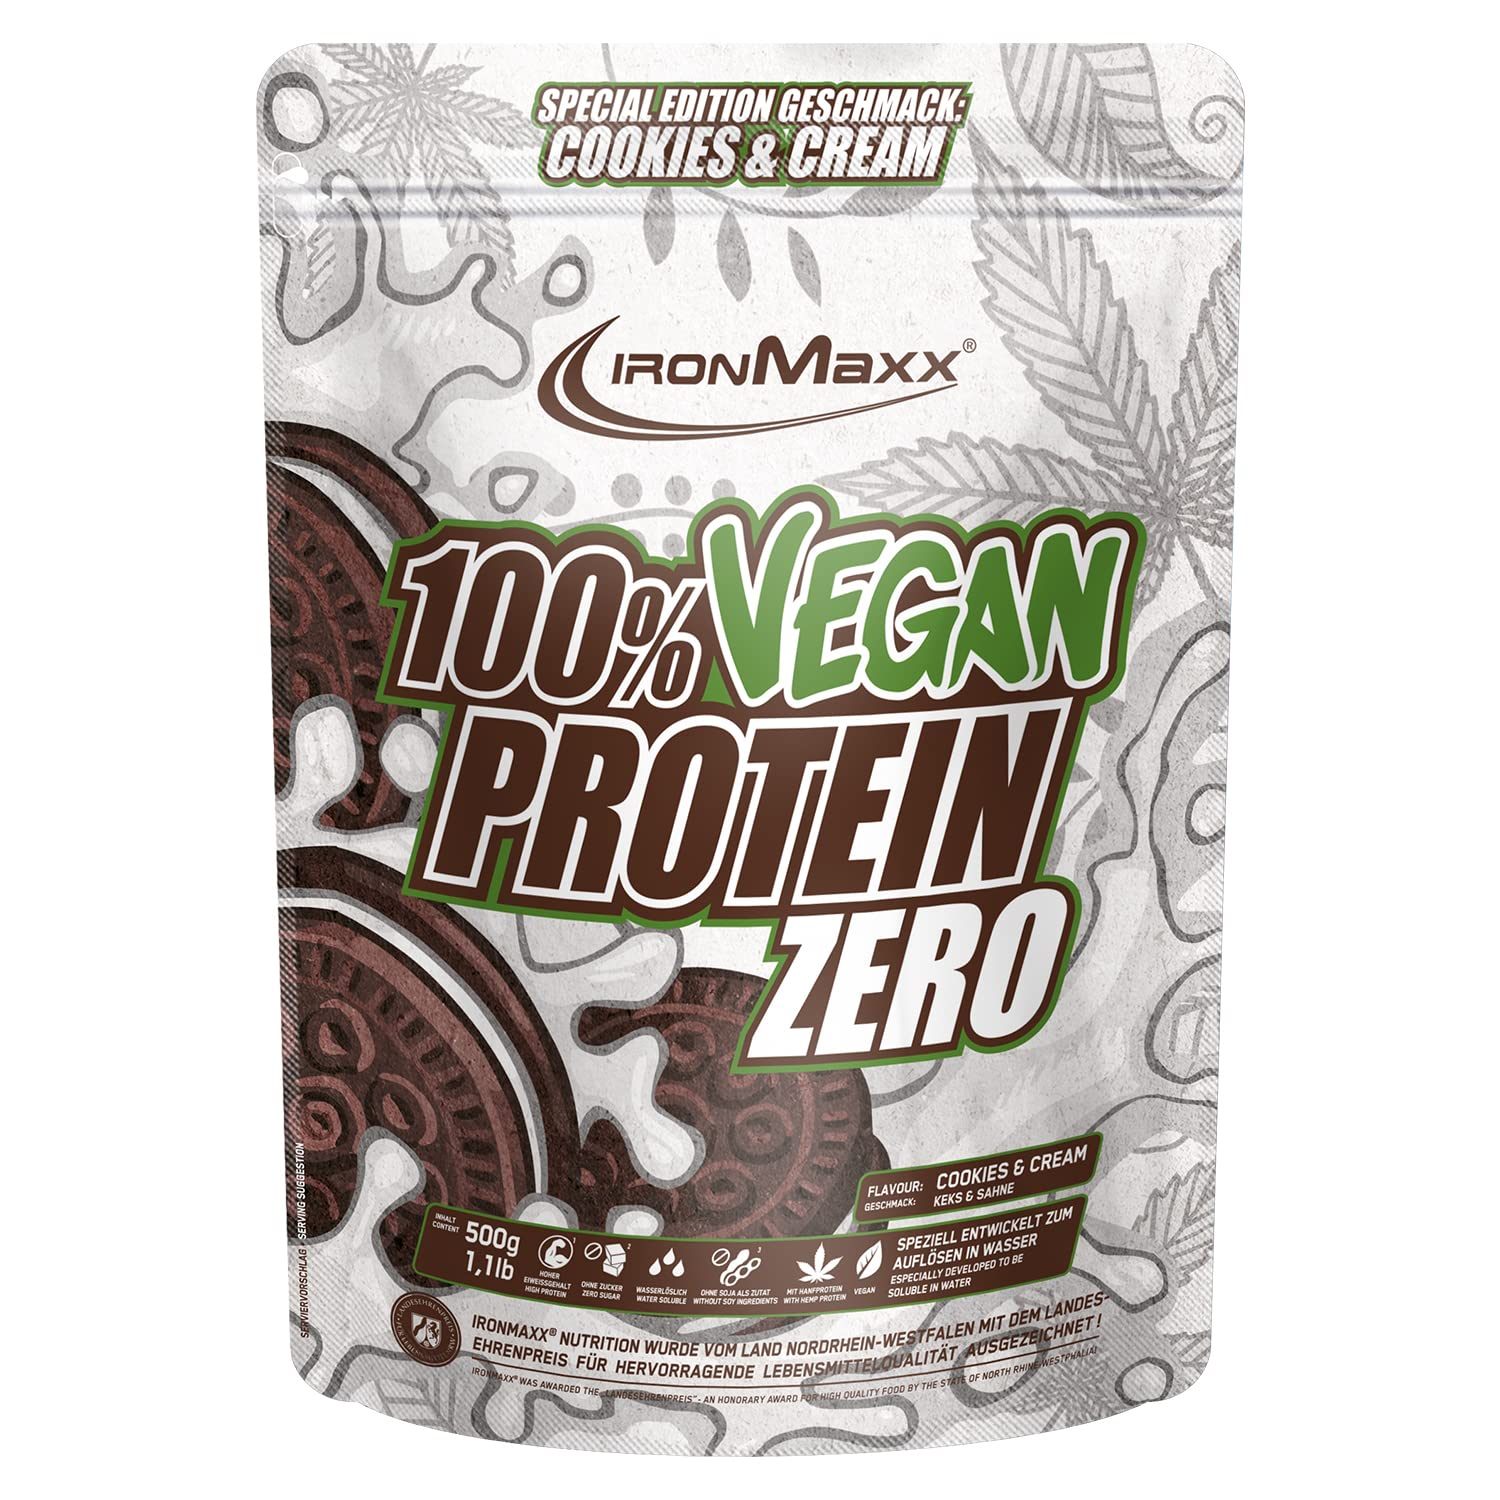 SPECIAL EDITION GESCHMACK:
COOKIES & CREAM
IRONMAXX®
100% VEGAN
PROTEIN
ZERO
FLAVOUR: COOKIES & CREAM
GESCHMACK: KEKS & SAHNE
INHALT
CONTENT
500g
1,1lb
1
HOHER
EIWEISSGEHALT
HIGH PROTEIN
2
OHNE ZUCKER
ZERO SUGAR
WASSERLÖSLICH
WATER SOLUBLE
3
OHNE SOJA ALS ZUTAT
WITHOUT SOY INGREDIENTS
MIT HANFPROTEIN
WITH HEMP PROTEIN
VEGAN
SPEZIELL ENTWICKELT ZUM
AUFLÖSEN IN WASSER
ESPECIALLY DEVELOPED TO BE
SOLUBLE IN WATER
SERVIERVORSCHLAG · SERVING SUGGESTION
IRONMAXX® NUTRITION WURDE VOM LAND NORDRHEIN-WESTFALEN MIT DEM LANDES-
EHRENPREIS FÜR HERVORRAGENDE LEBENSMITTELQUALITÄT AUSGEZEICHNET!
IRONMAXX® WAS AWARDED THE „LANDESEHRENPREIS" - AN HONORARY AWARD FOR HIGH QUALITY FOOD BY THE STATE OF NORTH RHINE-WESTPHALIA!